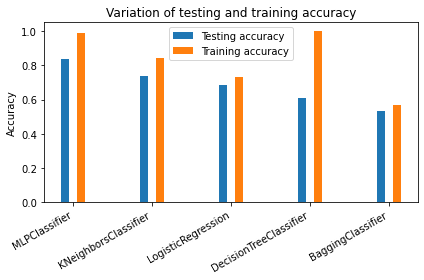 Variation of testing and training accuracy
Testing accuracy
Training accuracy
Accuracy
1.0
0.8
0.6
0.4
0.2
0.0
MLPClassifier
KNeighborsClassifier
LogisticRegression
DecisionTreeClassifier
BaggingClassifier